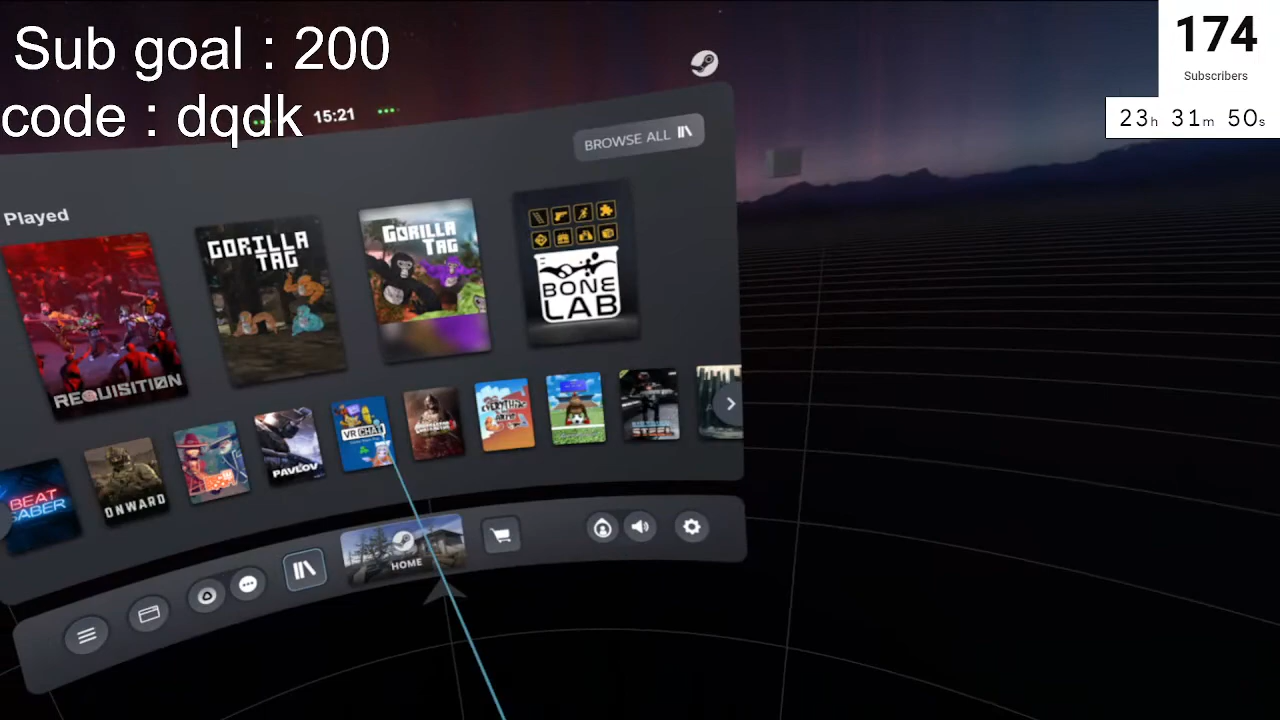 Sub goal : 200
code : dqdk
174
Subscribers
23h 31m 50s
15:21
BROWSE ALL
Played
REQUISITION
GORILLA TAG
GORILLA TAG
BONE LAB
BEAT SABER
ONWARD
PAVLOV
VRCHAT
STEEL
HOME